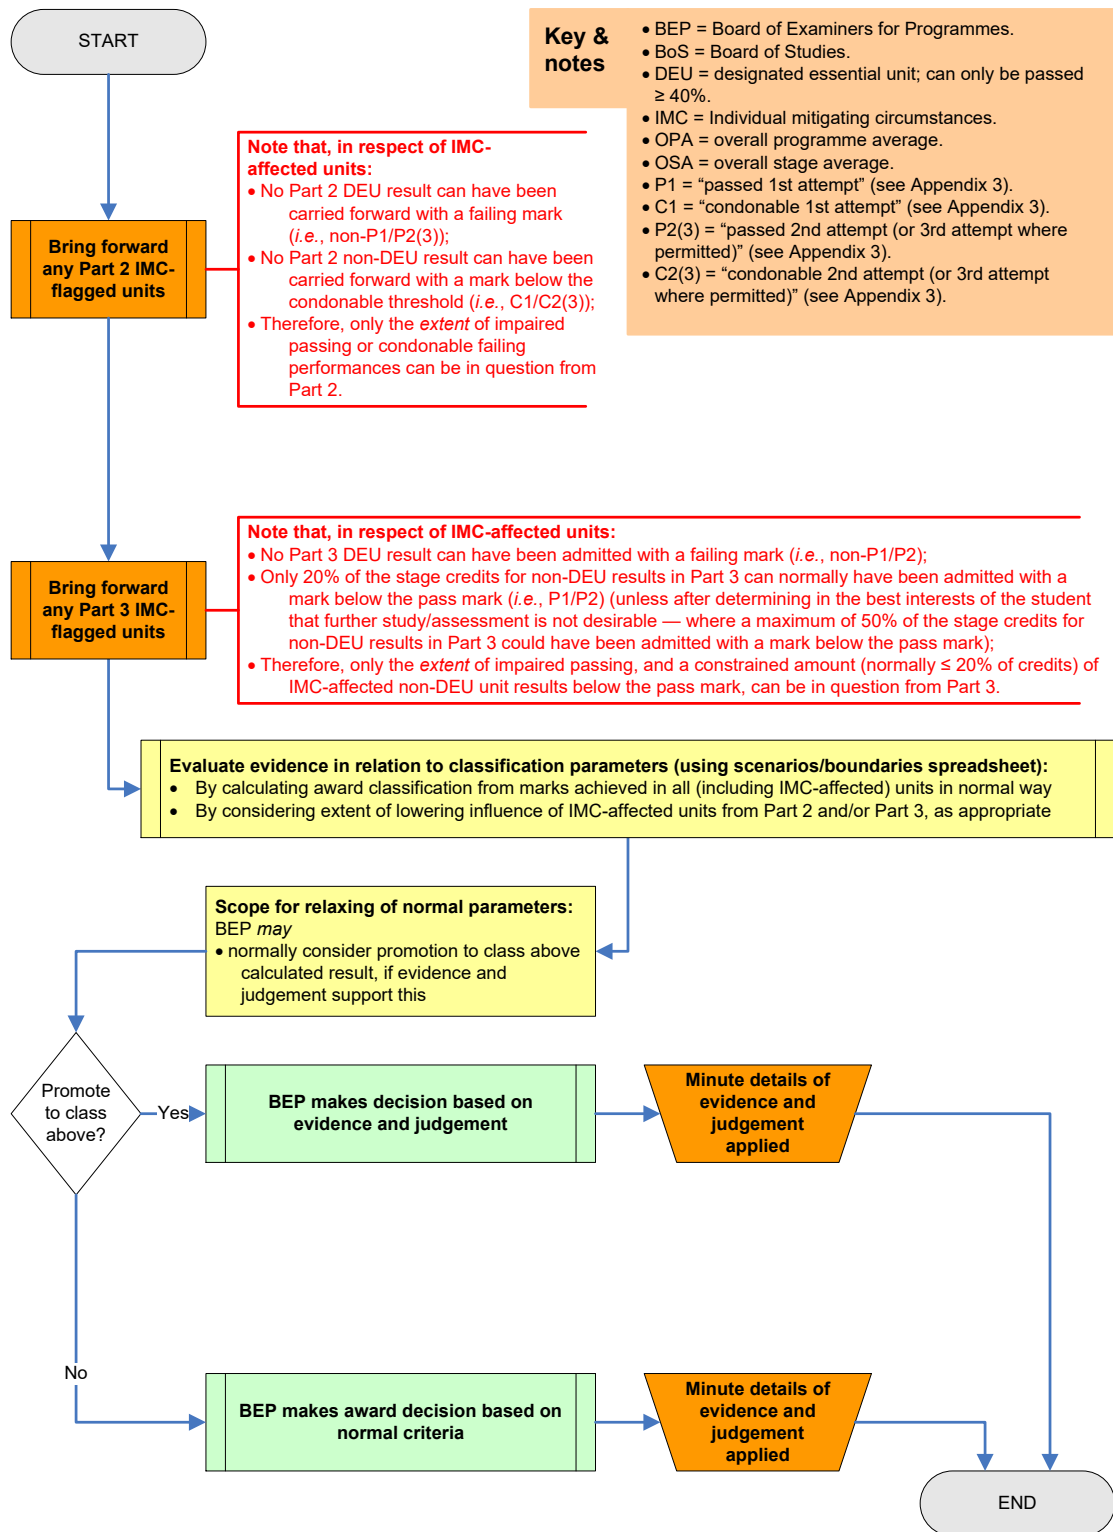 START
Key &
notes
• BEP = Board of Examiners for Programmes.
• BoS = Board of Studies.
• DEU = designated essential unit; can only be passed
≥ 40%.
• IMC = Individual mitigating circumstances.
• OPA = overall programme average.
• OSA = overall stage average.
• P1 = “passed 1st attempt” (see Appendix 3).
• C1 = “condonable 1st attempt” (see Appendix 3).
• P2(3) = “passed 2nd attempt (or 3rd attempt where
permitted)” (see Appendix 3).
• C2(3) = “condonable 2nd attempt (or 3rd attempt
where permitted)” (see Appendix 3).
Bring forward
any Part 2 IMC-
flagged units
Note that, in respect of IMC-
affected units:
• No Part 2 DEU result can have been
carried forward with a failing mark
(i.e., non-P1/P2(3));
• No Part 2 non-DEU result can have been
carried forward with a mark below the
condonable threshold (i.e., C1/C2(3));
• Therefore, only the extent of impaired
passing or condonable failing
performances can be in question from
Part 2.
Bring forward
any Part 3 IMC-
flagged units
Note that, in respect of IMC-affected units:
• No Part 3 DEU result can have been admitted with a failing mark (i.e., non-P1/P2);
• Only 20% of the stage credits for non-DEU results in Part 3 can normally have been admitted with a
mark below the pass mark (i.e., P1/P2) (unless after determining in the best interests of the student
that further study/assessment is not desirable — where a maximum of 50% of the stage credits for
non-DEU results in Part 3 could have been admitted with a mark below the pass mark);
• Therefore, only the extent of impaired passing, and a constrained amount (normally ≤ 20% of credits) of
IMC-affected non-DEU unit results below the pass mark, can be in question from Part 3.
Evaluate evidence in relation to classification parameters (using scenarios/boundaries spreadsheet):
• By calculating award classification from marks achieved in all (including IMC-affected) units in normal way
• By considering extent of lowering influence of IMC-affected units from Part 2 and/or Part 3, as appropriate
Scope for relaxing of normal parameters:
BEP may
• normally consider promotion to class above
calculated result, if evidence and
judgement support this
Promote
to class
above?
Yes
BEP makes decision based on
evidence and judgement
Minute details of
evidence and
judgement
applied
No
BEP makes award decision based on
normal criteria
Minute details of
evidence and
judgement
applied
END